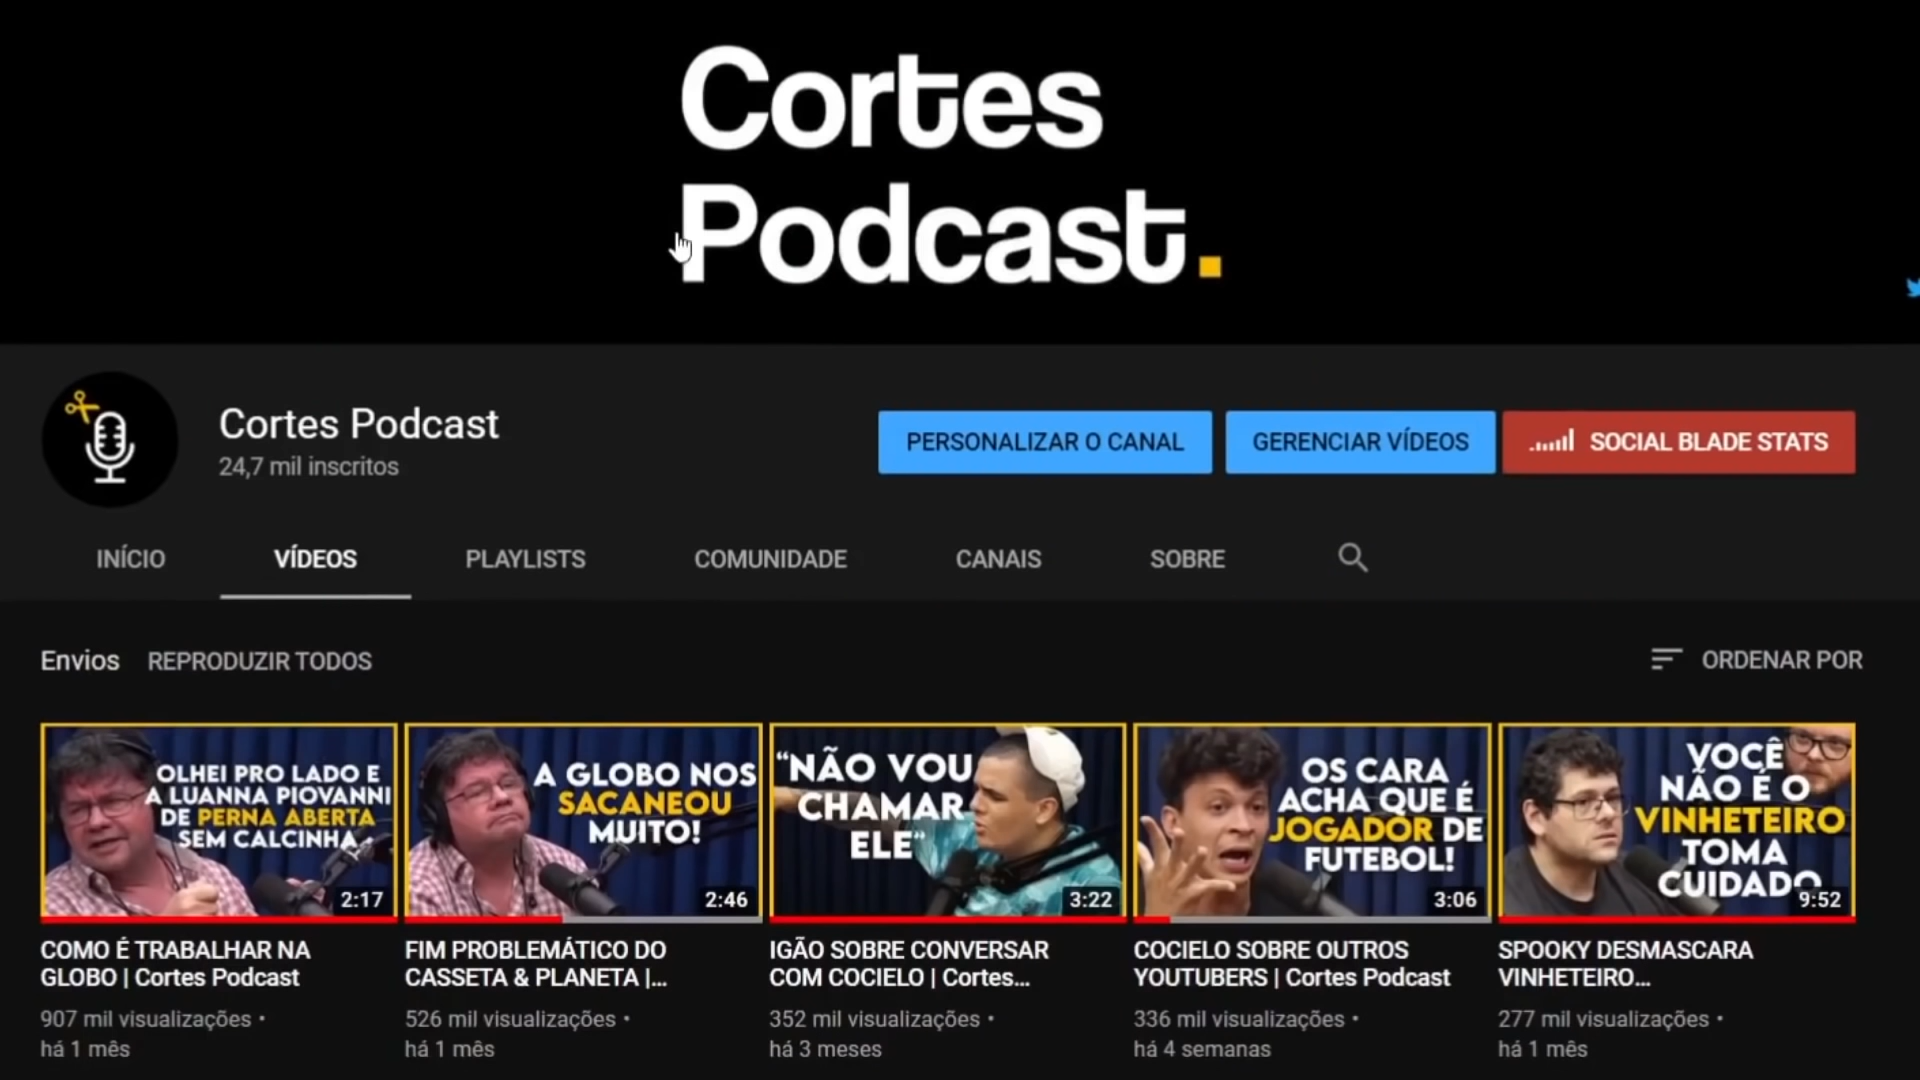 Cortes
Podcast.
Cortes Podcast
24,7 mil inscritos
PERSONALIZAR O CANAL
GERENCIAR VÍDEOS
SOCIAL BLADE STATS
INÍCIO
VÍDEOS
PLAYLISTS
COMUNIDADE
CANAIS
SOBRE
Envios
REPRODUZIR TODOS
ORDENAR POR
OLHEI PRO LADO E
A LUANNA PIOVANNI
DE PERNA ABERTA
SEM CALCINHA
2:17
A GLOBO NOS
SACANEOU
MUITO!
2:46
“NÃO VOU
CHAMAR
ELE“
3:22
OS CARA
ACHA QUE É
JOGADOR DE
FUTEBOL!
3:06
VOCÊ
NÃO É O
VINHETEIRO
TOMA
CUIDADO
9:52
COMO É TRABALHAR NA
GLOBO | Cortes Podcast
907 mil visualizações •
há 1 mês
FIM PROBLEMÁTICO DO
CASSETA & PLANETA |...
526 mil visualizações •
há 1 mês
IGÃO SOBRE CONVERSAR
COM COCIELO | Cortes...
352 mil visualizações •
há 3 meses
COCIELO SOBRE OUTROS
YOUTUBERS | Cortes Podcast
336 mil visualizações •
há 4 semanas
SPOOKY DESMASCARA
VINHETEIRO...
277 mil visualizações •
há 1 mês